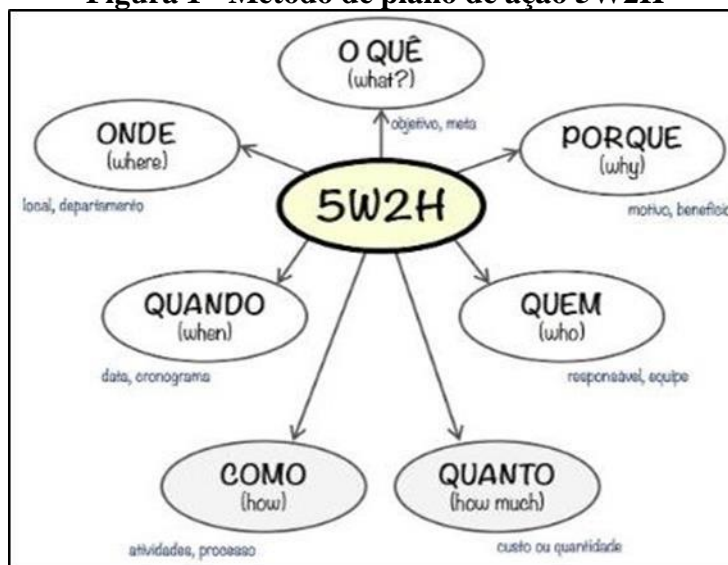 Figura 1 - Método de plano de ação 5W2H
O QUÊ
(what?)
objetivo, meta
ONDE
(where)
local, departamento
PORQUE
(why)
motivo, benefísio
5W2H
QUANDO
(when)
data, cronograma
QUEM
(who)
responsável, equipe
COMO
(how)
atividades, processo
QUANTO
(how much)
custo ou quantidade